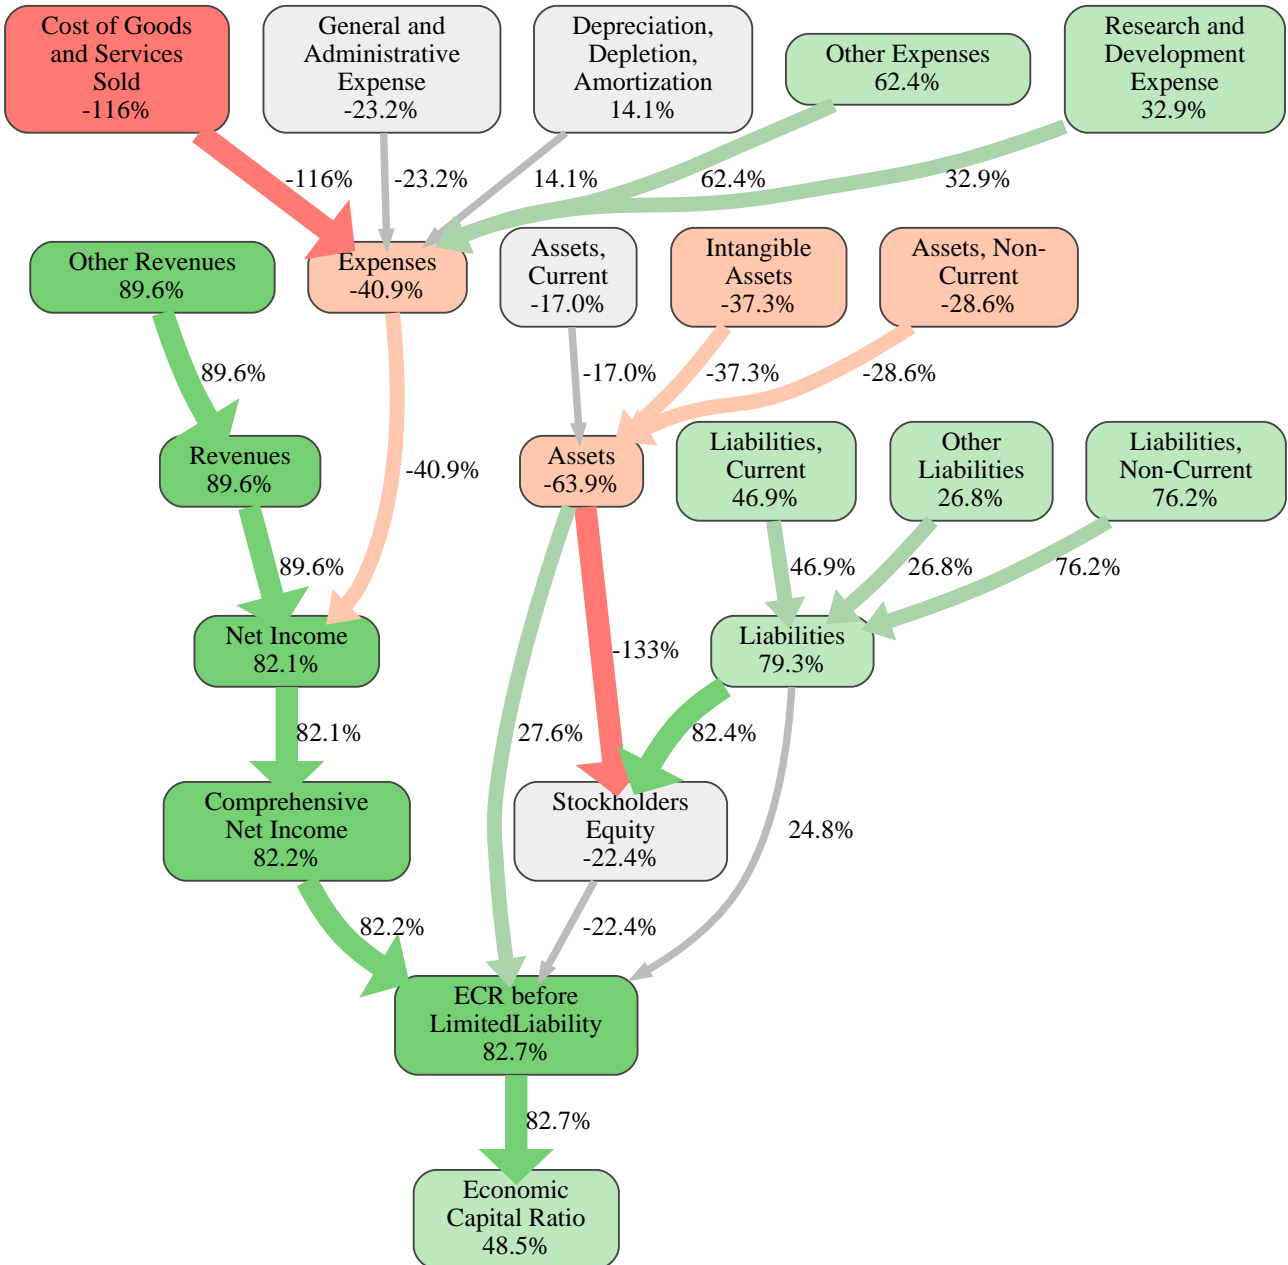 Cost of Goods
and Services
Sold
-116%
General and
Administrative
Expense
-23.2%
Depreciation,
Depletion,
Amortization
14.1%
Other Expenses
62.4%
Research and
Development
Expense
32.9%
-116%
-23.2%
14.1%
62.4%
32.9%
Other Revenues
89.6%
Expenses
-40.9%
Assets,
Current
-17.0%
Intangible
Assets
-37.3%
Assets, Non-
Current
-28.6%
89.6%
-17.0%
-37.3%
-28.6%
Revenues
89.6%
-40.9%
Assets
-63.9%
Liabilities,
Current
46.9%
Other
Liabilities
26.8%
Liabilities,
Non-Current
76.2%
89.6%
46.9%
26.8%
76.2%
Net Income
82.1%
-133%
Liabilities
79.3%
82.1%
27.6%
82.4%
Comprehensive
Net Income
82.2%
Stockholders
Equity
-22.4%
24.8%
82.2%
-22.4%
ECR before
LimitedLiability
82.7%
82.7%
Economic
Capital Ratio
48.5%